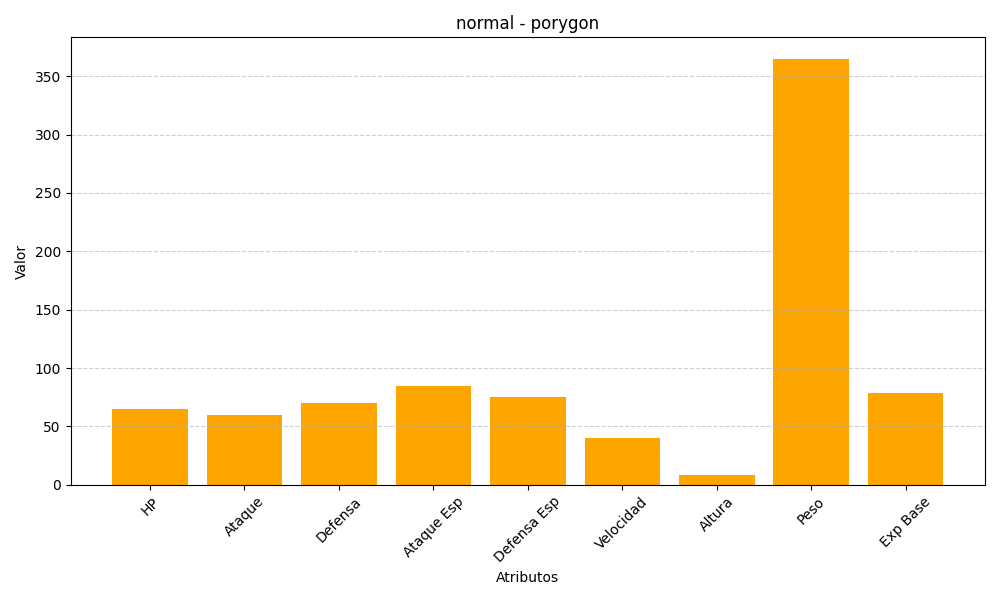 normal - porygon
Valor
350
300
250
200
150
100
50
0
HP
Ataque
Defensa
Ataque Esp
Defensa Esp
Velocidad
Altura
Peso
Exp Base
Atributos